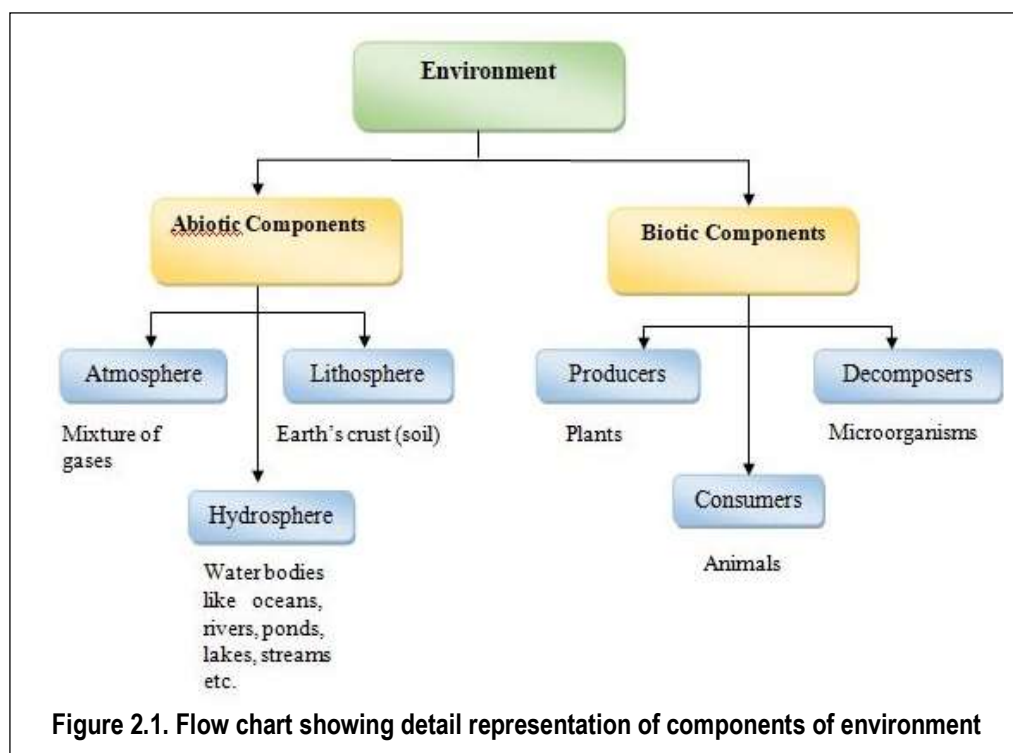 Environment
Abiotic Components
Biotic Components
Atmosphere
Lithosphere
Producers
Decomposers
Mixture of
gases
Earth's crust (soil)
Plants
Microorganisms
Hydrosphere
Consumers
Water bodies
like oceans,
rivers, ponds,
lakes, streams
etc.
Animals
Figure 2.1. Flow chart showing detail representation of components of environment